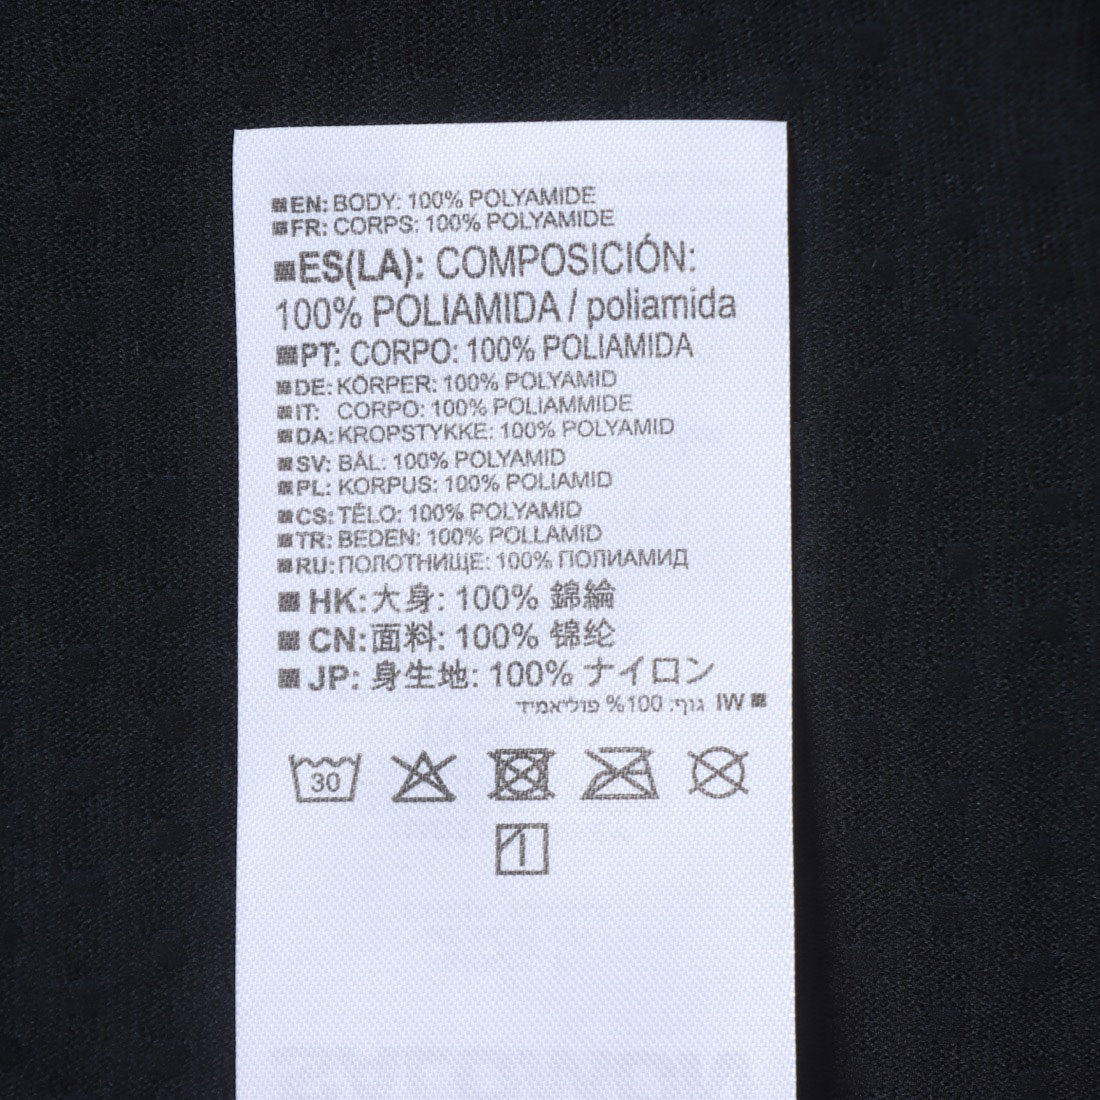 EN: BODY: 100% POLYAMIDE
FR: CORPS: 100% POLYAMIDE
ES(LA): COMPOSICIÓN:
100% POLIAMIDA / poliamida
PT: CORPO: 100% POLIAMIDA
DE: KÖRPER: 100% POLYAMID
IT: CORPO: 100% POLIAMMIDE
DA: KROPSTYKKE: 100% POLYAMID
SV: BÅL: 100% POLYAMID
PL: KORPUS: 100% POLIAMID
CS: TĚLO: 100% POLYAMID
TR: BEDEN: 100% POLLAMID
RU: ПОЛОТНИЩЕ: 100% ПОЛИАМИД
HK: 大身: 100% 錦綸
CN: 面料: 100% 锦纶
JP: 身生地: 100% ナイロン
IW גוף: 100% פוליאמיד
30